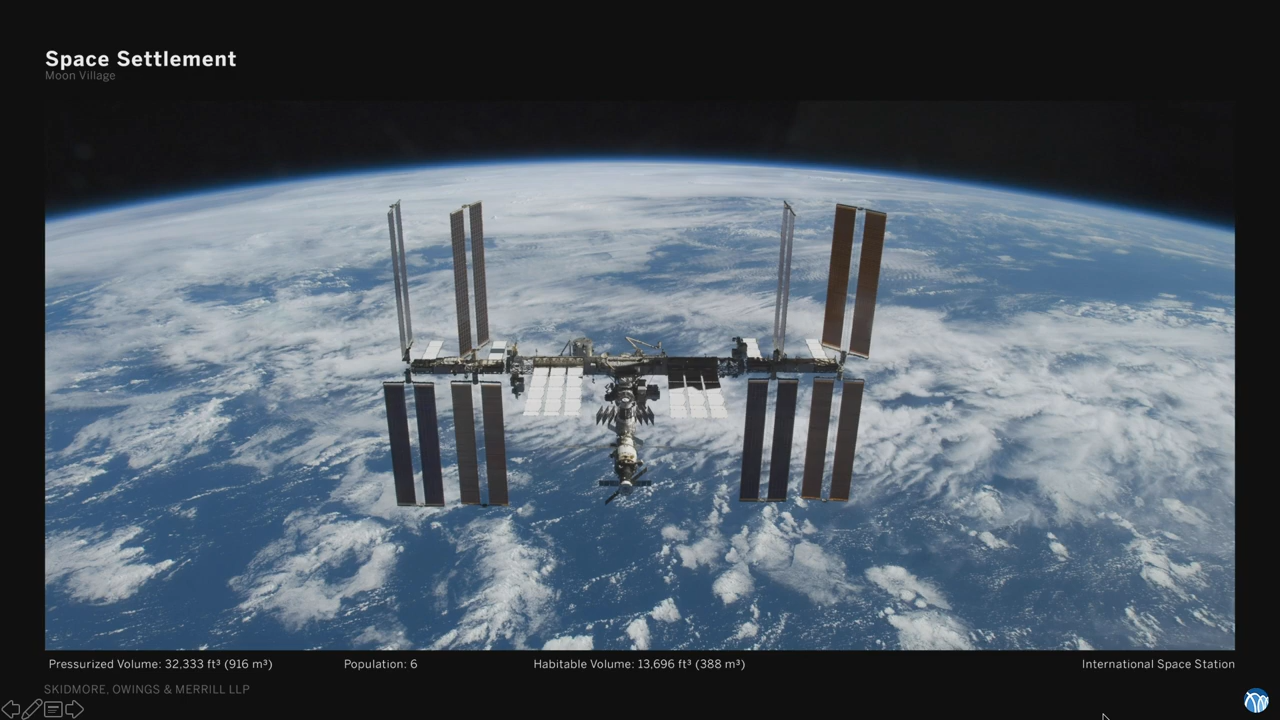 Space Settlement
Moon Village
Pressurized Volume: 32,333 ft³ (916 m³) Population: 6 Habitable Volume: 13,696 ft³ (388 m³) International Space Station
SKIDMORE, OWINGS & MERRILL LLP